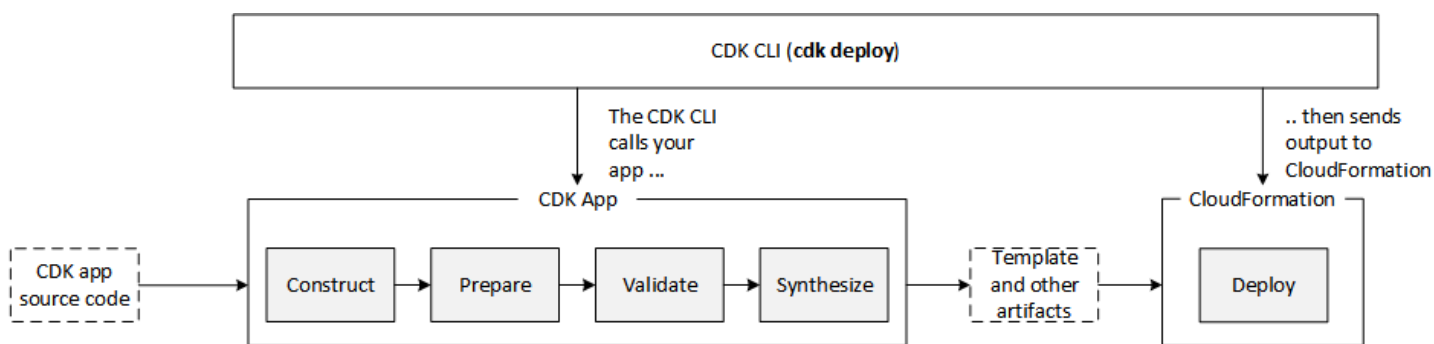 CDK CLI (cdk deploy)
The CDK CLI
calls your
app ...
.. then sends
output to
CloudFormation
CDK App
CloudFormation
CDK app
source code
Construct
Prepare
Validate
Synthesize
Template
and other
artifacts
Deploy